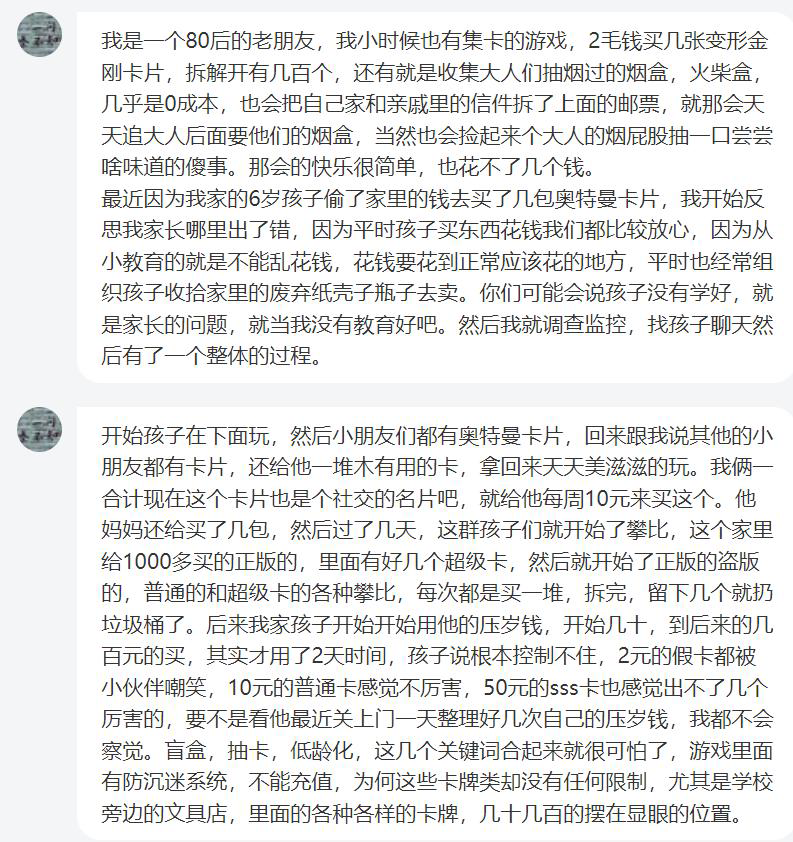 我是一个80后的老朋友，我小时候也有集卡的游戏，2毛钱买几张变形金
刚卡片，拆解开有几百个，还有就是收集大人们抽烟过的烟盒，火柴盒，
几乎是0成本，也会把自己家和亲戚里的信件拆了上面的邮票，就那会天
天追大人后面要他们的烟盒，当然也会捡起来个大人的烟屁股抽一口尝尝
啥味道的傻事。那会的快乐很简单，也花不了几个钱。
最近因为我家的6岁孩子偷了家里的钱去买了几包奥特曼卡片，我开始反
思我家长哪里出了错，因为平时孩子买东西花钱我们都比较放心，因为从
小教育的就是不能乱花钱，花钱要花到正常应该花的地方，平时也经常组
织孩子收拾家里的废弃纸壳子瓶子去卖。你们可能会说孩子没有学好，就
是家长的问题，就当我没有教育好吧。然后我就调查监控，找孩子聊天然
后有了一个整体的过程。
开始孩子在下面玩，然后小朋友们都有奥特曼卡片，回来跟我说其他的小
朋友都有卡片，还给他一堆木有用的卡，拿回来天天美滋滋的玩。我俩一
合计现在这个卡片也是个社交的名片吧，就给他每周10元来买这个。他
妈妈还给买了几包，然后过了几天，这群孩子们就开始了攀比，这个家里
给1000多买的正版的，里面有好几个超级卡，然后就开始了正版的盗版
的，普通的和超级卡的各种攀比，每次都是买一堆，拆完，留下几个就扔
垃圾桶了。后来我家孩子开始开始用他的压岁钱，开始几十，到后来的几
百元的买，其实才用了2天时间，孩子说根本控制不住，2元的假卡都被
小伙伴嘲笑，10元的普通卡感觉不厉害，50元的sss卡也感觉出不了几个
厉害的，要不是看他最近关上门一天整理好几次自己的压岁钱，我都不会
察觉。盲盒，抽卡，低龄化，这几个关键词合起来就很可怕了，游戏里面
有防沉迷系统，不能充值，为何这些卡牌类却没有任何限制，尤其是学校
旁边的文具店，里面的各种各样的卡牌，几十几百的摆在显眼的位置。